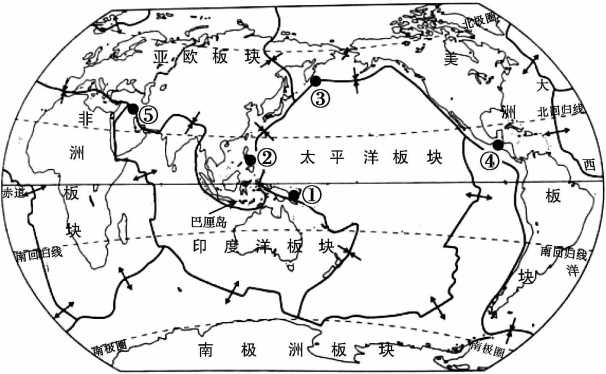 北极圈
亚欧板块
美
大
③
⑤
非
洲
北回归线
②
太平洋板块
④
洲
西
赤道
板
①
板
巴厘岛
块
印度洋板块
南回归线
南回归线
洋
块
南极圈
南极洲板块
南极圈